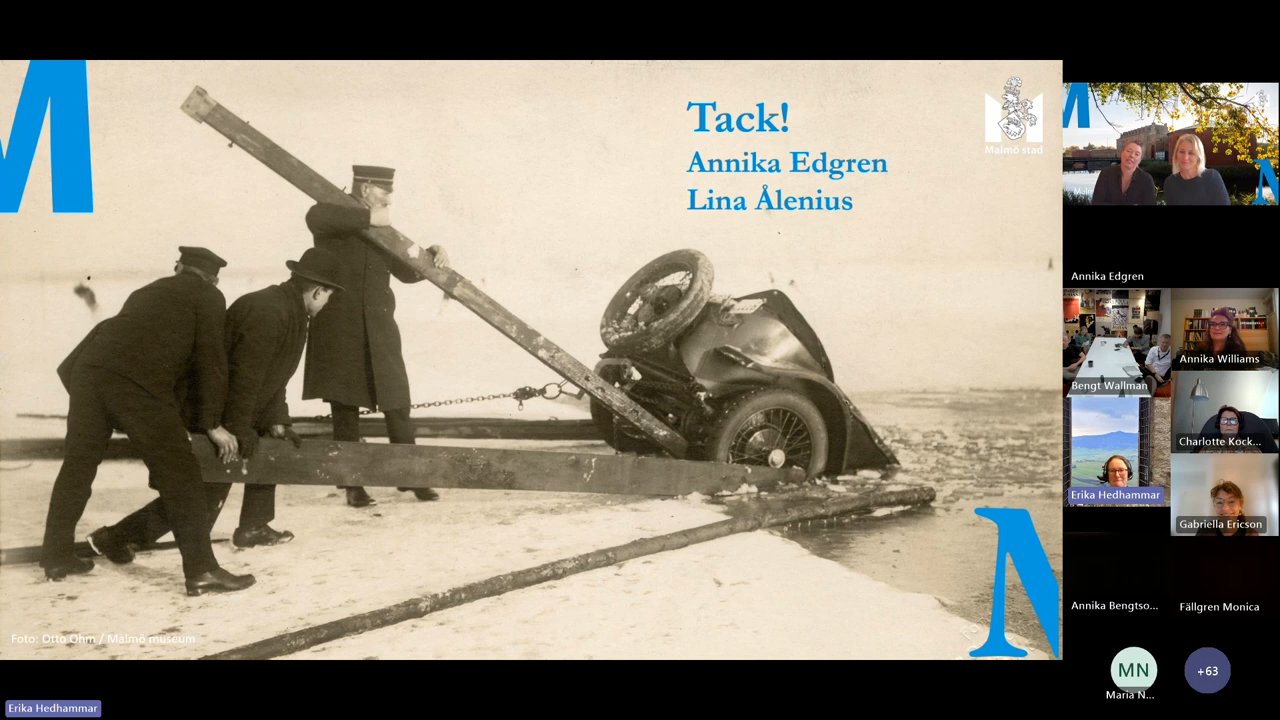 Tack!
Annika Edgren
Lina Ålenius
Malmö stad
Foto: Otto Ohm / Malmö museum
Annika Edgren
Bengt Wallman
Annika Williams
Charlotte Kock...
Erika Hedhammar
Gabriella Ericson
Annika Bengtso...
Fällgren Monica
MN
Maria N...
+63
Erika Hedhammar